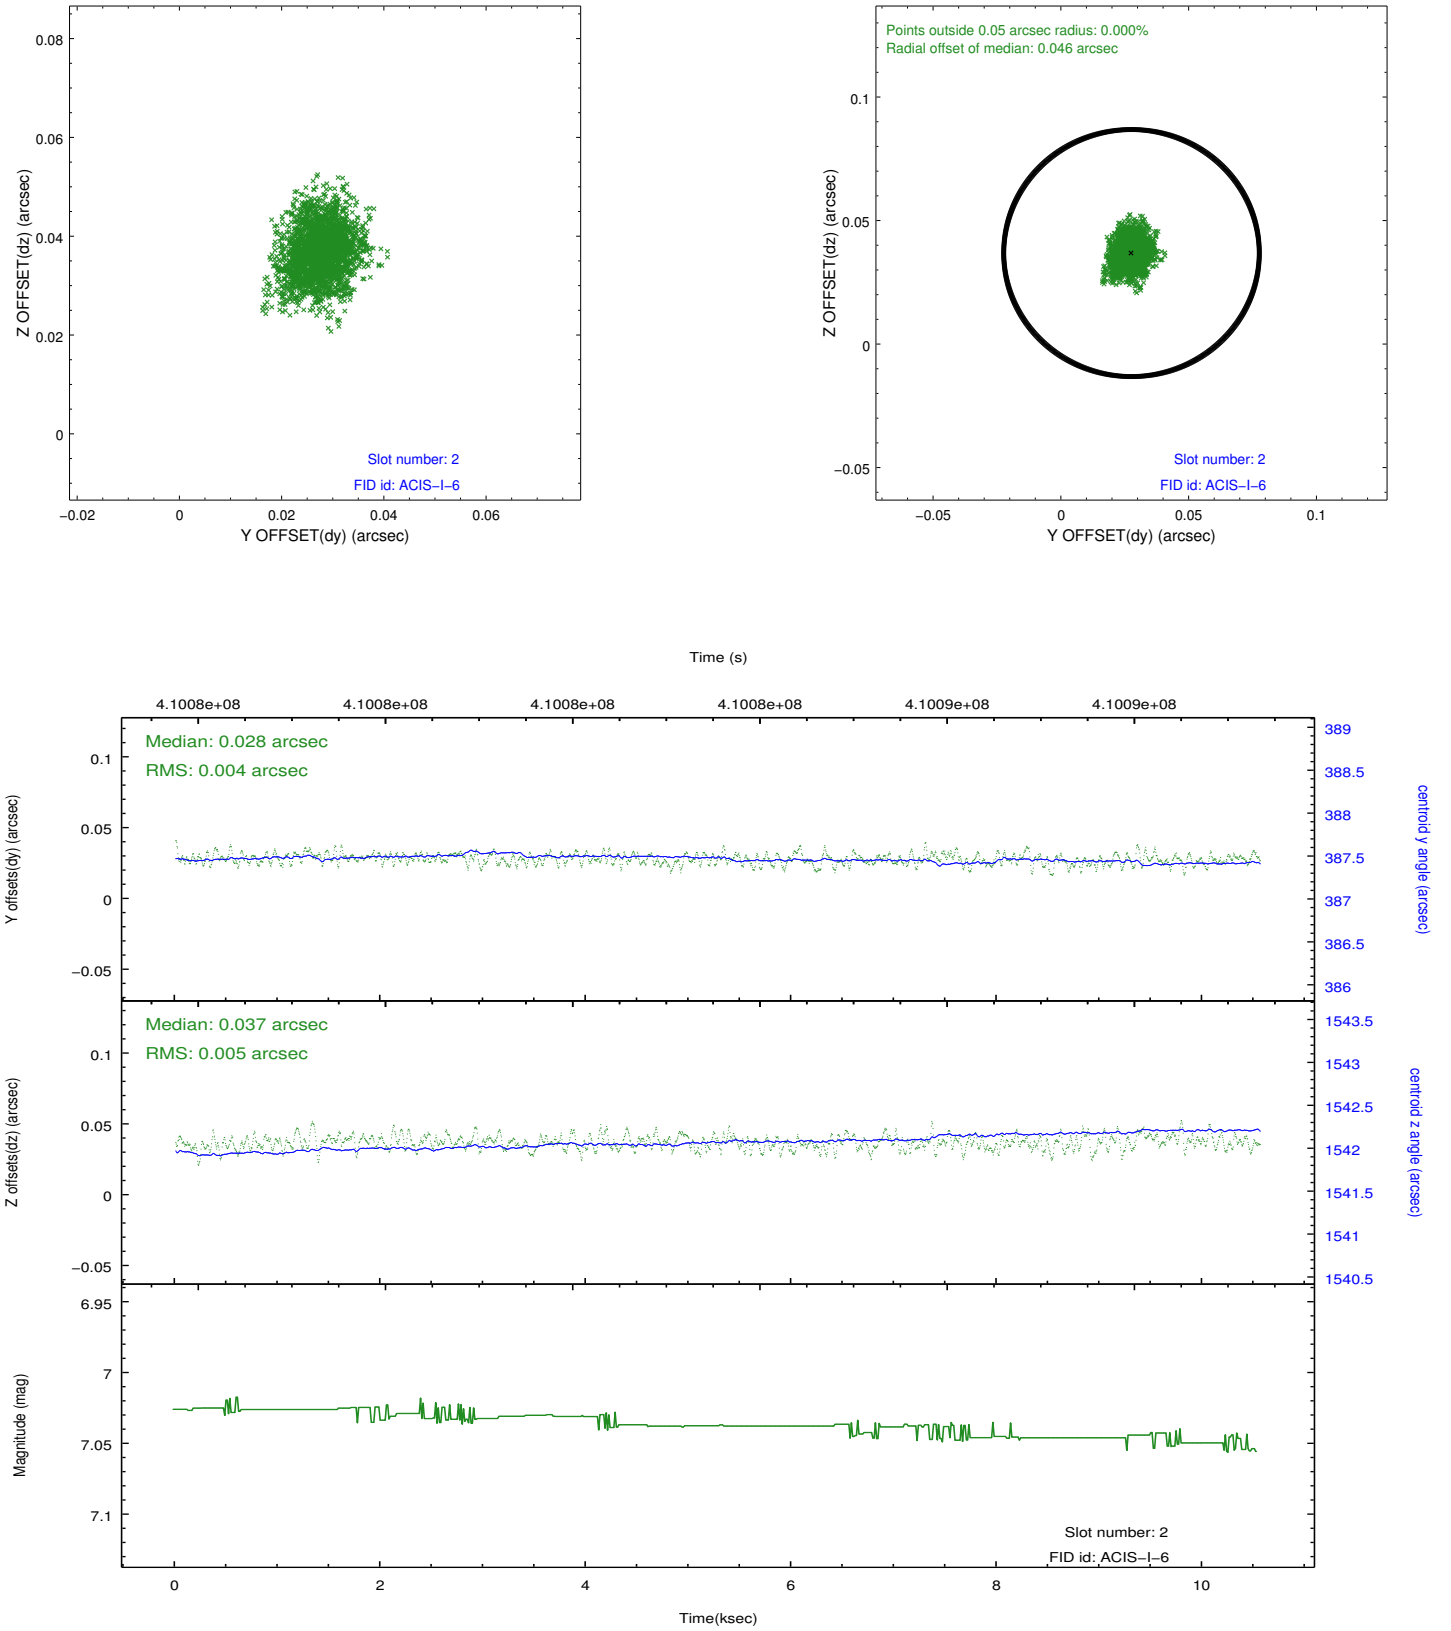 0.08
0.06
0.04
0.02
0
Z OFFSET(dz) (arcsec)
Slot number: 2
FID id: ACIS−I−6
−0.02
0
0.02
0.04
0.06
Y OFFSET(dy) (arcsec)
Points outside 0.05 arcsec radius: 0.000%
Radial offset of median: 0.046 arcsec
0.1
0.05
0
−0.05
Z OFFSET(dz) (arcsec)
Slot number: 2
FID id: ACIS−I−6
−0.05
0
0.05
0.1
Y OFFSET(dy) (arcsec)
Time (s)
4.1008e+08
4.1008e+08
4.1008e+08
4.1008e+08
4.1009e+08
4.1009e+08
Median: 0.028 arcsec
RMS: 0.004 arcsec
0.1
0.05
0
−0.05
Y offsets(dy) (arcsec)
389
388.5
388
387.5
387
386.5
386
centroid y angle (arcsec)
Median: 0.037 arcsec
RMS: 0.005 arcsec
0.1
0.05
0
−0.05
Z offsets(dz) (arcsec)
1543.5
1543
1542.5
1542
1541.5
1541
1540.5
centroid z angle (arcsec)
6.95
7
7.05
7.1
Magnitude (mag)
Slot number: 2
FID id: ACIS−I−6
0
2
4
6
8
10
Time(ksec)